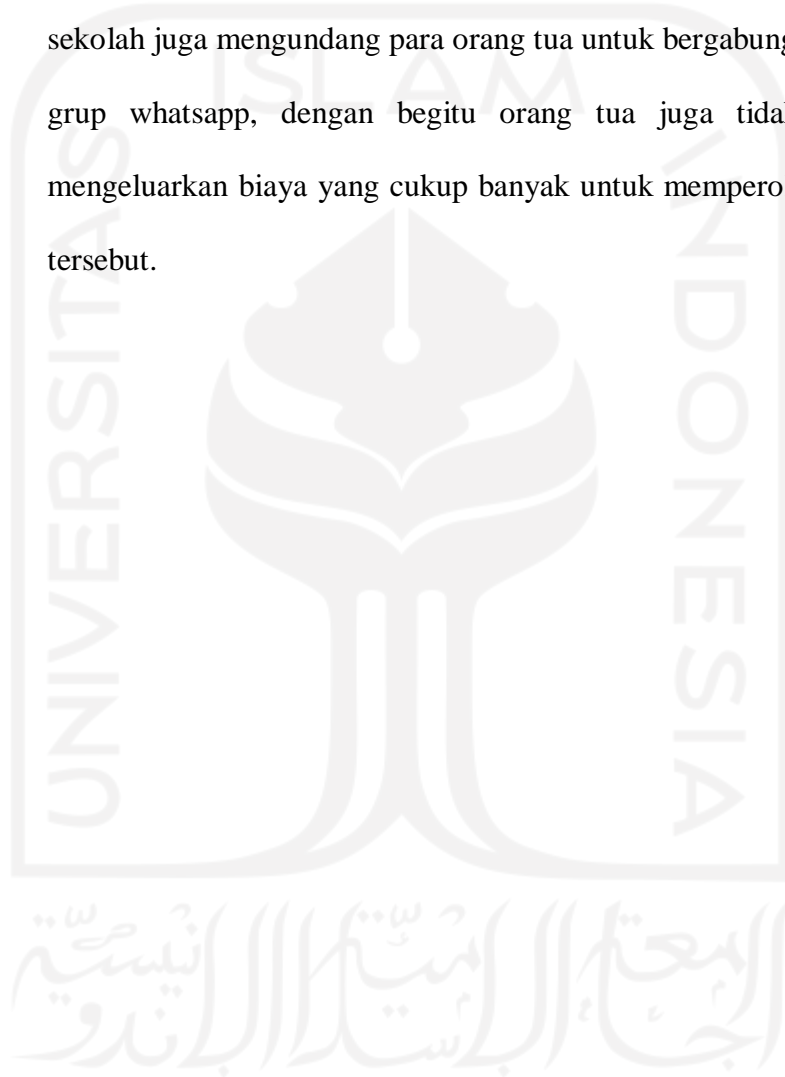 sekolah juga mengundang para orang tua untuk bergabung
grup whatsapp, dengan begitu orang tua juga
mengeluarkan biaya yang cukup banyak untuk
tersebut.
ISLAM
UNIVERSITAS
INDONESIA